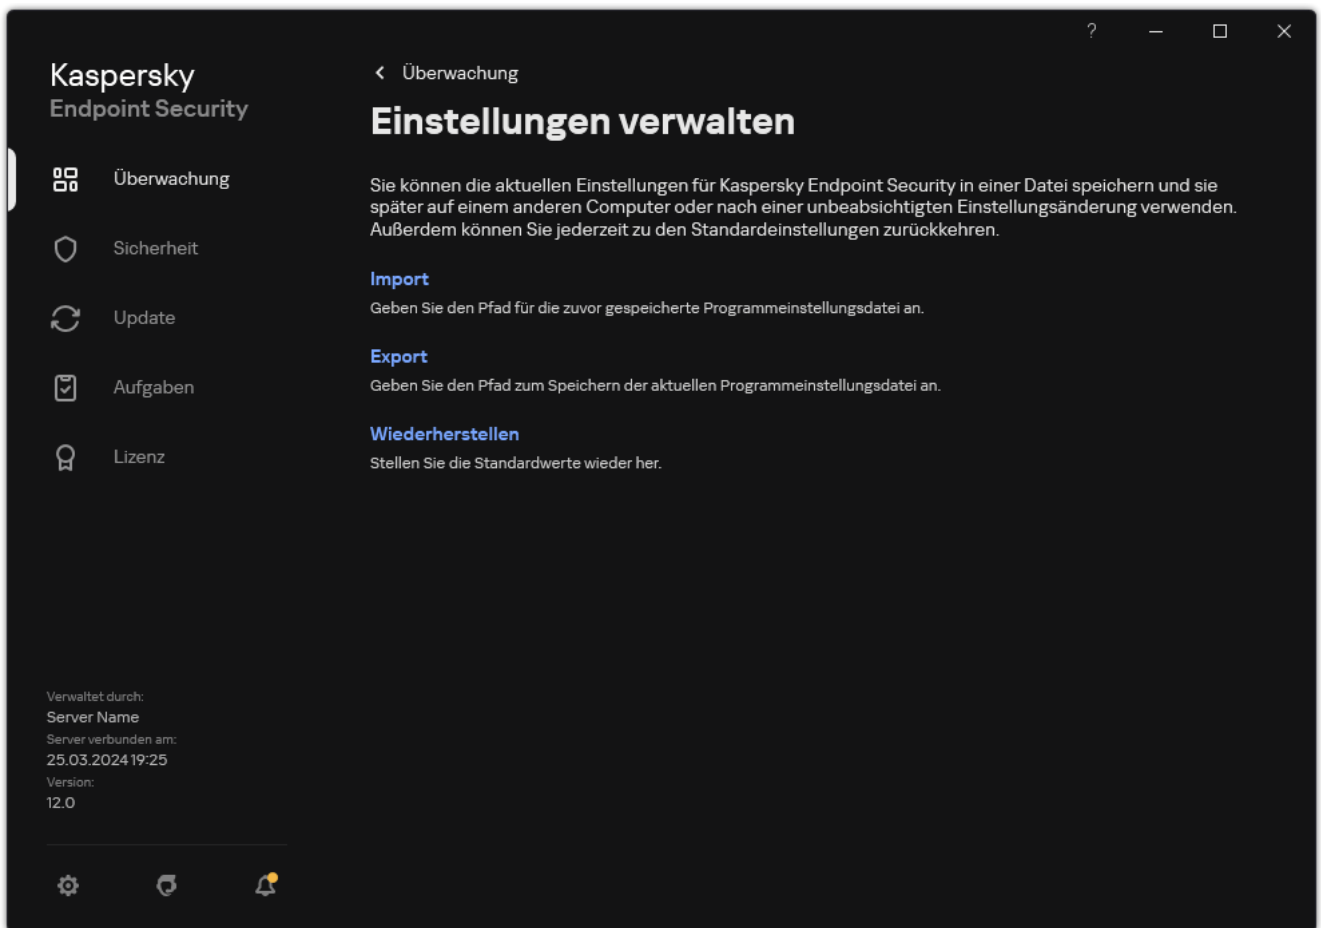 ?
Kaspersky
Endpoint Security
Überwachung
Sicherheit
Update
Aufgaben
Lizenz
Verwaltet durch:
Server Name
Server verbunden am:
25.03.2024 19:25
Version:
12.0
Überwachung
Einstellungen verwalten
Sie können die aktuellen Einstellungen für Kaspersky Endpoint Security in einer Datei speichern und sie
später auf einem anderen Computer oder nach einer unbeabsichtigten Einstellungsänderung verwenden.
Außerdem können Sie jederzeit zu den Standardeinstellungen zurückkehren.
Import
Geben Sie den Pfad für die zuvor gespeicherte Programmeinstellungsdatei an.
Export
Geben Sie den Pfad zum Speichern der aktuellen Programmeinstellungsdatei an.
Wiederherstellen
Stellen Sie die Standardwerte wieder her.